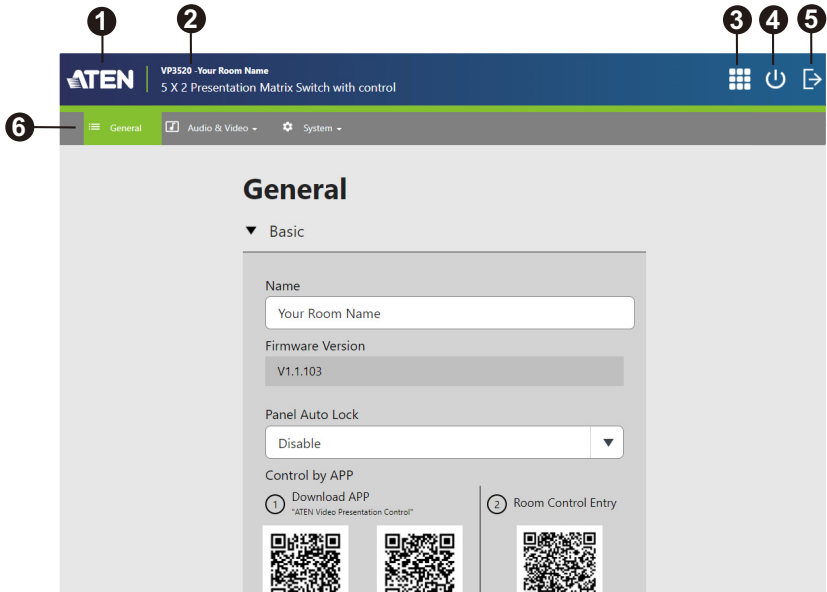 1 2 3 4 5
ATEN
VP3520 -Your Room Name
5 X 2 Presentation Matrix Switch with control
6
General Audio & Video System
General
Basic
Name
Your Room Name
Firmware Version
V1.1.103
Panel Auto Lock
Disable
Control by APP
1 Download APP
"ATEN Video Presentation Control"
2 Room Control Entry